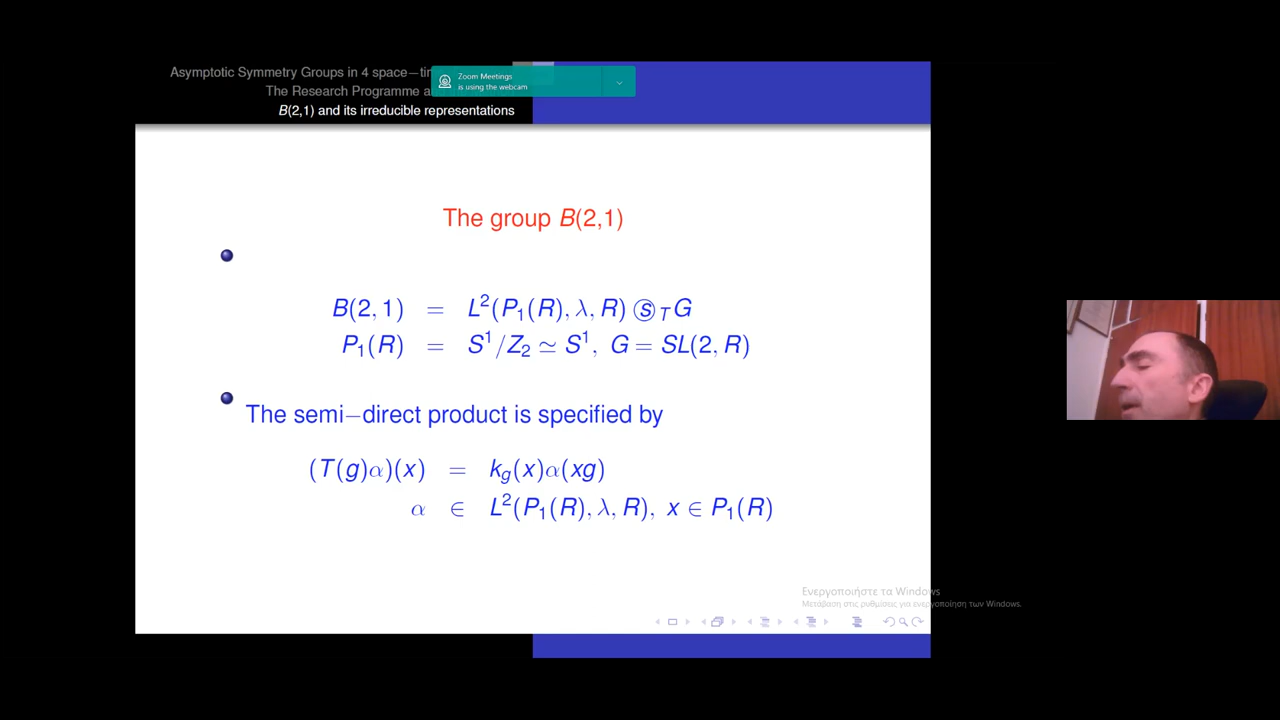 Asymptotic Symmetry Groups in 4 space−ti
The Research Programme a
B(2,1) and its irreducible representations
Zoom Meetings
is using the webcam
The group B(2,1)
B(2, 1) = L²(P₁(R), λ, R) ⓢ_T G
P₁(R) = S¹/Z₂ ≃ S¹, G = SL(2, R)
The semi−direct product is specified by
(T(g)α)(x) = k_g(x)α(xg)
α ∈ L²(P₁(R), λ, R), x ∈ P₁(R)
Ενεργοποιήστε τα Windows
Μετάβαση στις ρυθμίσεις για ενεργοποίηση των Windows.